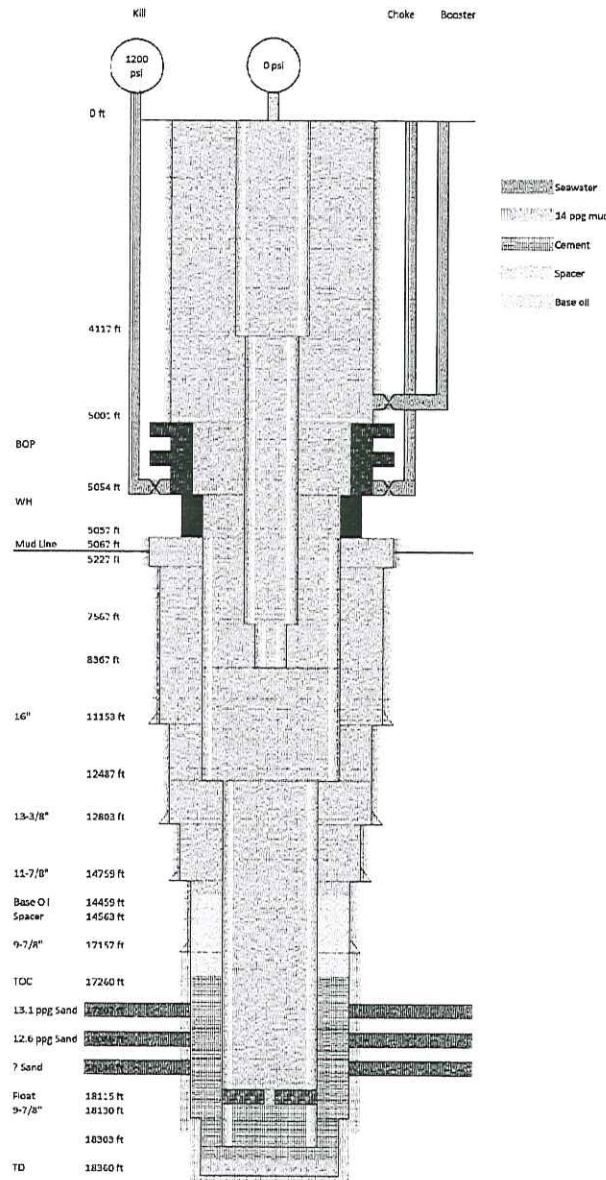 Kill Choke Booster
1200 psi
0 psi
0 ft
Seawater
14 ppg mud
Cement
Spacer
Base oil
4117 ft
5001 ft
BOP
5054 ft
WH
5057 ft
Mud Line 5067 ft
5227 ft
7567 ft
8367 ft
16" 11153 ft
12487 ft
13-3/8" 12803 ft
11-7/8" 14759 ft
Base Oil 14459 ft
Spacer 14563 ft
9-7/8" 17157 ft
TOC 17260 ft
13.1 ppg Sand
12.6 ppg Sand
? Sand
Float 18115 ft
9-7/8" 18130 ft
18303 ft
TD 18360 ft